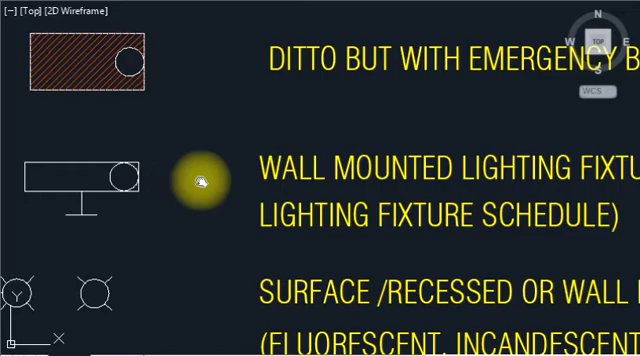 [−] [Top] [2D Wireframe]
N
W TOP E
S
WCS
DITTO BUT WITH EMERGENCY B
WALL MOUNTED LIGHTING FIXTU
LIGHTING FIXTURE SCHEDULE)
SURFACE /RECESSED OR WALL
(FLUORESCENT, INCANDESCENT
Y
X